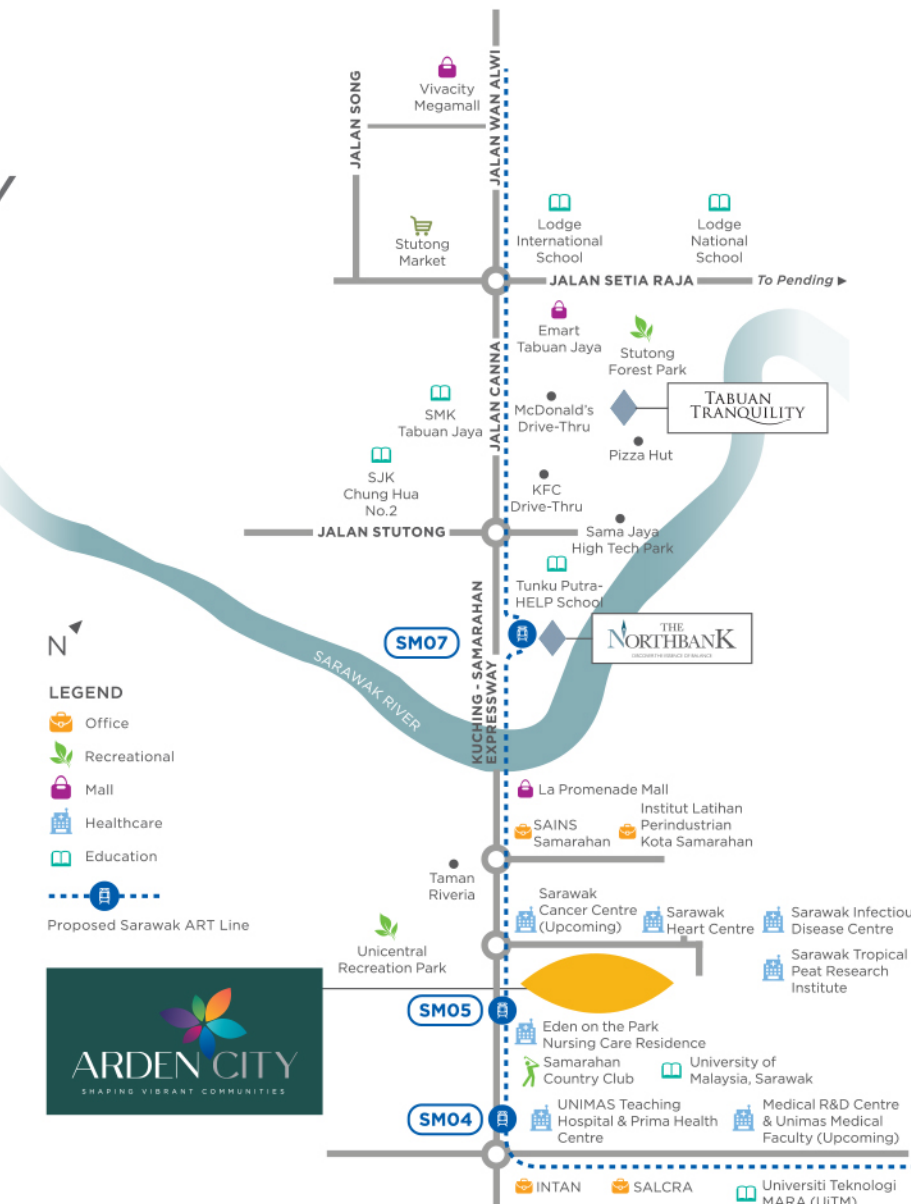 JALAN SONG
Vivacity
Megamall
JALAN WAN ALWI
Stutong
Market
Lodge
International
School
Lodge
National
School
JALAN SETIA RAJA
To Pending
Emart
Tabuan Jaya
Stutong
Forest Park
JALAN CANNA
SMK
Tabuan Jaya
McDonald's
Drive-Thru
TABUAN
TRANQUILITY
Pizza Hut
SJK
Chung Hua
No.2
KFC
Drive-Thru
JALAN STUTONG
Sama Jaya
High Tech Park
Tunku Putra-
HELP School
SM07
THE
NORTHBANK
DISCOVER THE ESSENCE OF BALANCE
KUCHING - SAMARAHAN
EXPRESSWAY
SARAWAK RIVER
N
LEGEND
Office
Recreational
Mall
Healthcare
Education
Proposed Sarawak ART Line
La Promenade Mall
SAINS
Samarahan
Institut Latihan
Perindustrian
Kota Samarahan
Taman
Riveria
Sarawak
Cancer Centre
(Upcoming)
Sarawak
Heart Centre
Sarawak Infectiou
Disease Centre
Unicentral
Recreation Park
Sarawak Tropical
Peat Research
Institute
ARDEN CITY
SHAPING VIBRANT COMMUNITIES
SM05
Eden on the Park
Nursing Care Residence
Samarahan
Country Club
University of
Malaysia, Sarawak
SM04
UNIMAS Teaching
Hospital & Prima Health
Centre
Medical R&D Centre
& Unimas Medical
Faculty (Upcoming)
INTAN
SALCRA
Universiti Teknologi
MARA (UiTM)